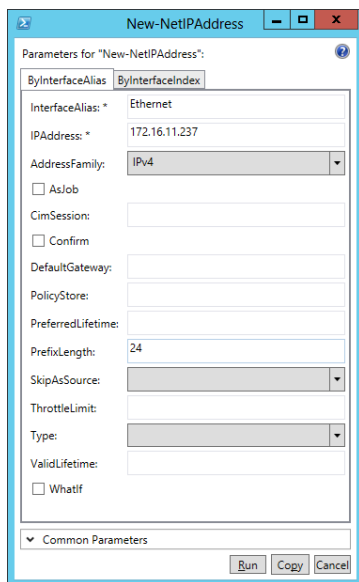 New-NetIPAddress
Parameters for "New-NetIPAddress":
ByInterfaceAlias ByInterfaceIndex
InterfaceAlias: * Ethernet
IPAddress: * 172.16.11.237
AddressFamily: IPv4
AsJob
CimSession:
Confirm
DefaultGateway:
PolicyStore:
PreferredLifetime:
PrefixLength: 24
SkipAsSource:
ThrottleLimit:
Type:
ValidLifetime:
WhatIf
Common Parameters
Run Copy Cancel